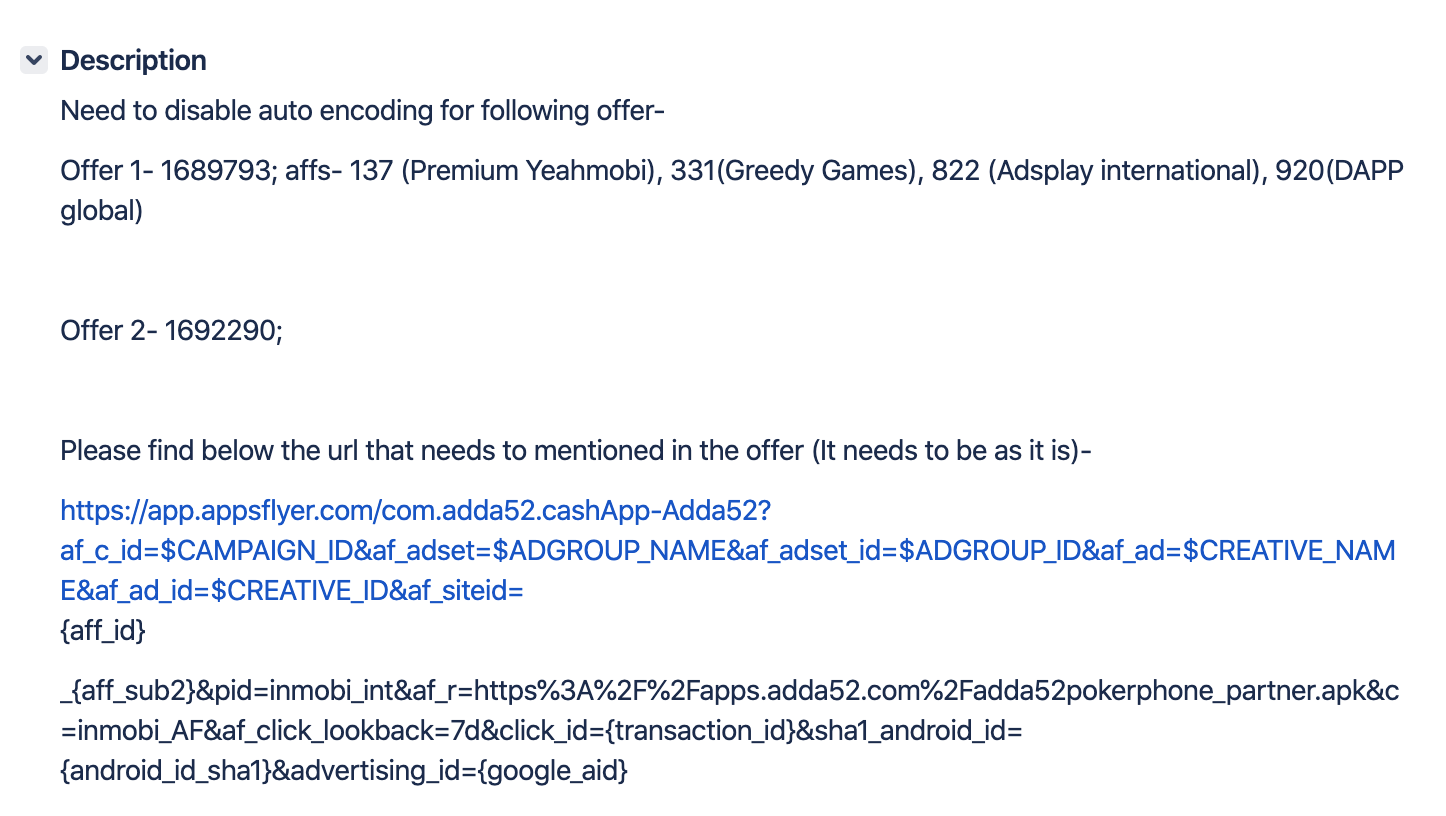 Description
Need to disable auto encoding for following offer-
Offer 1- 1689793; affs- 137 (Premium Yeahmobi), 331(Greedy Games), 822 (Adsplay international), 920(DAPP
global)
Offer 2- 1692290;
Please find below the url that needs to mentioned in the offer (It needs to be as it is)-
https://app.appsflyer.com/com.adda52.cashApp-Adda52?
af_c_id=$CAMPAIGN_ID&af_adset=$ADGROUP_NAME&af_adset_id=$ADGROUP_ID&af_ad=$CREATIVE_NAM
E&af_ad_id=$CREATIVE_ID&af_siteid=
{aff_id}
_{aff_sub2}&pid=inmobi_int&af_r=https%3A%2F%2Fapps.adda52.com%2Fadda52pokerphone_partner.apk&c
=inmobi_AF&af_click_lookback=7d&click_id={transaction_id}&sha1_android_id=
{android_id_sha1}&advertising_id={google_aid}